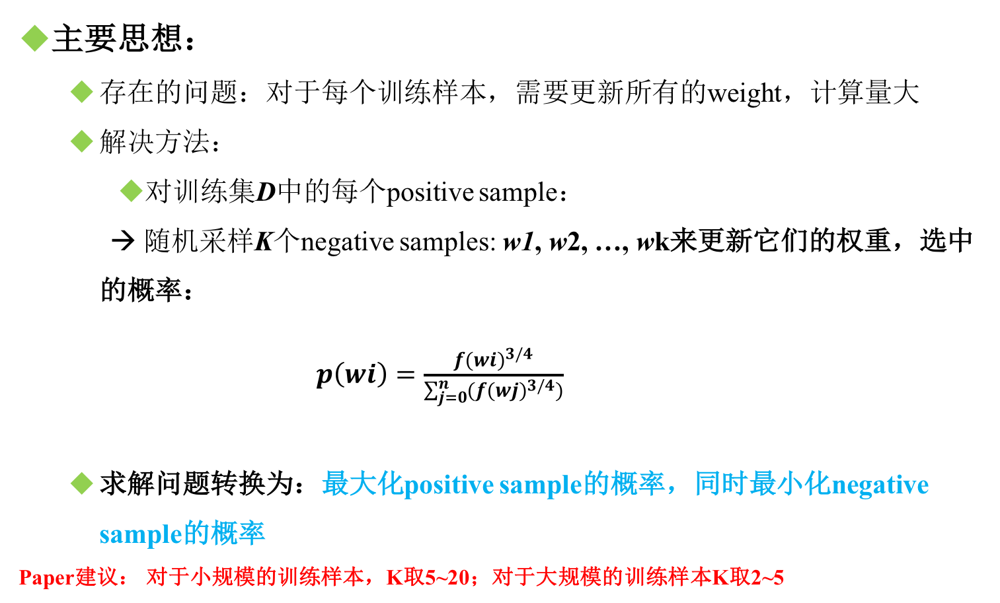 主要思想：
存在的问题：对于每个训练样本，需要更新所有的weight，计算量大
解决方法：
对训练集D中的每个positive sample：
→ 随机采样K个negative samples: w1, w2, …, wk来更新它们的权重，选中
的概率：
p(wi) = f(wi)^{3/4} / ∑_{j=0}^{n}(f(wj)^{3/4})
求解问题转换为：最大化positive sample的概率，同时最小化negative
sample的概率
Paper建议： 对于小规模的训练样本，K取5~20；对于大规模的训练样本K取2~5